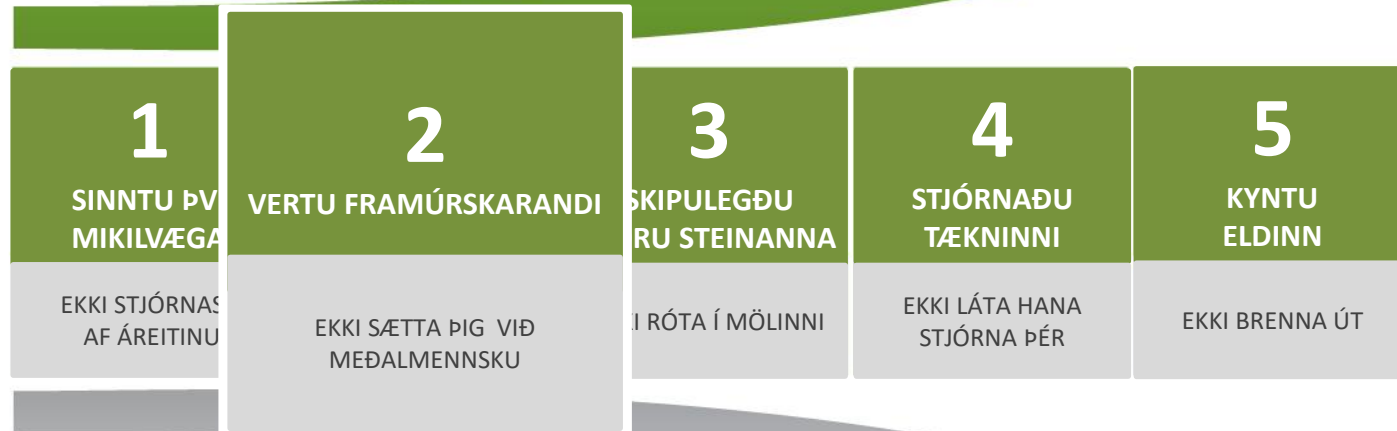 1
SINNTU ÞV
MIKILVÆGA
EKKI STJÓRNAS
AF ÁREITINU
2
VERTU FRAMÚRSKARANDI
EKKI SÆTTA ÞIG VIÐ
MEÐALMENNSKU
3
SKIPULEGÐU
RU STEINANNA
I RÓTA Í MÖLINNI
4
STJÓRNAÐU
TÆKNINNI
EKKI LÁTA HANA
STJÓRNA ÞÉR
5
KYNTU
ELDINN
EKKI BRENNA ÚT